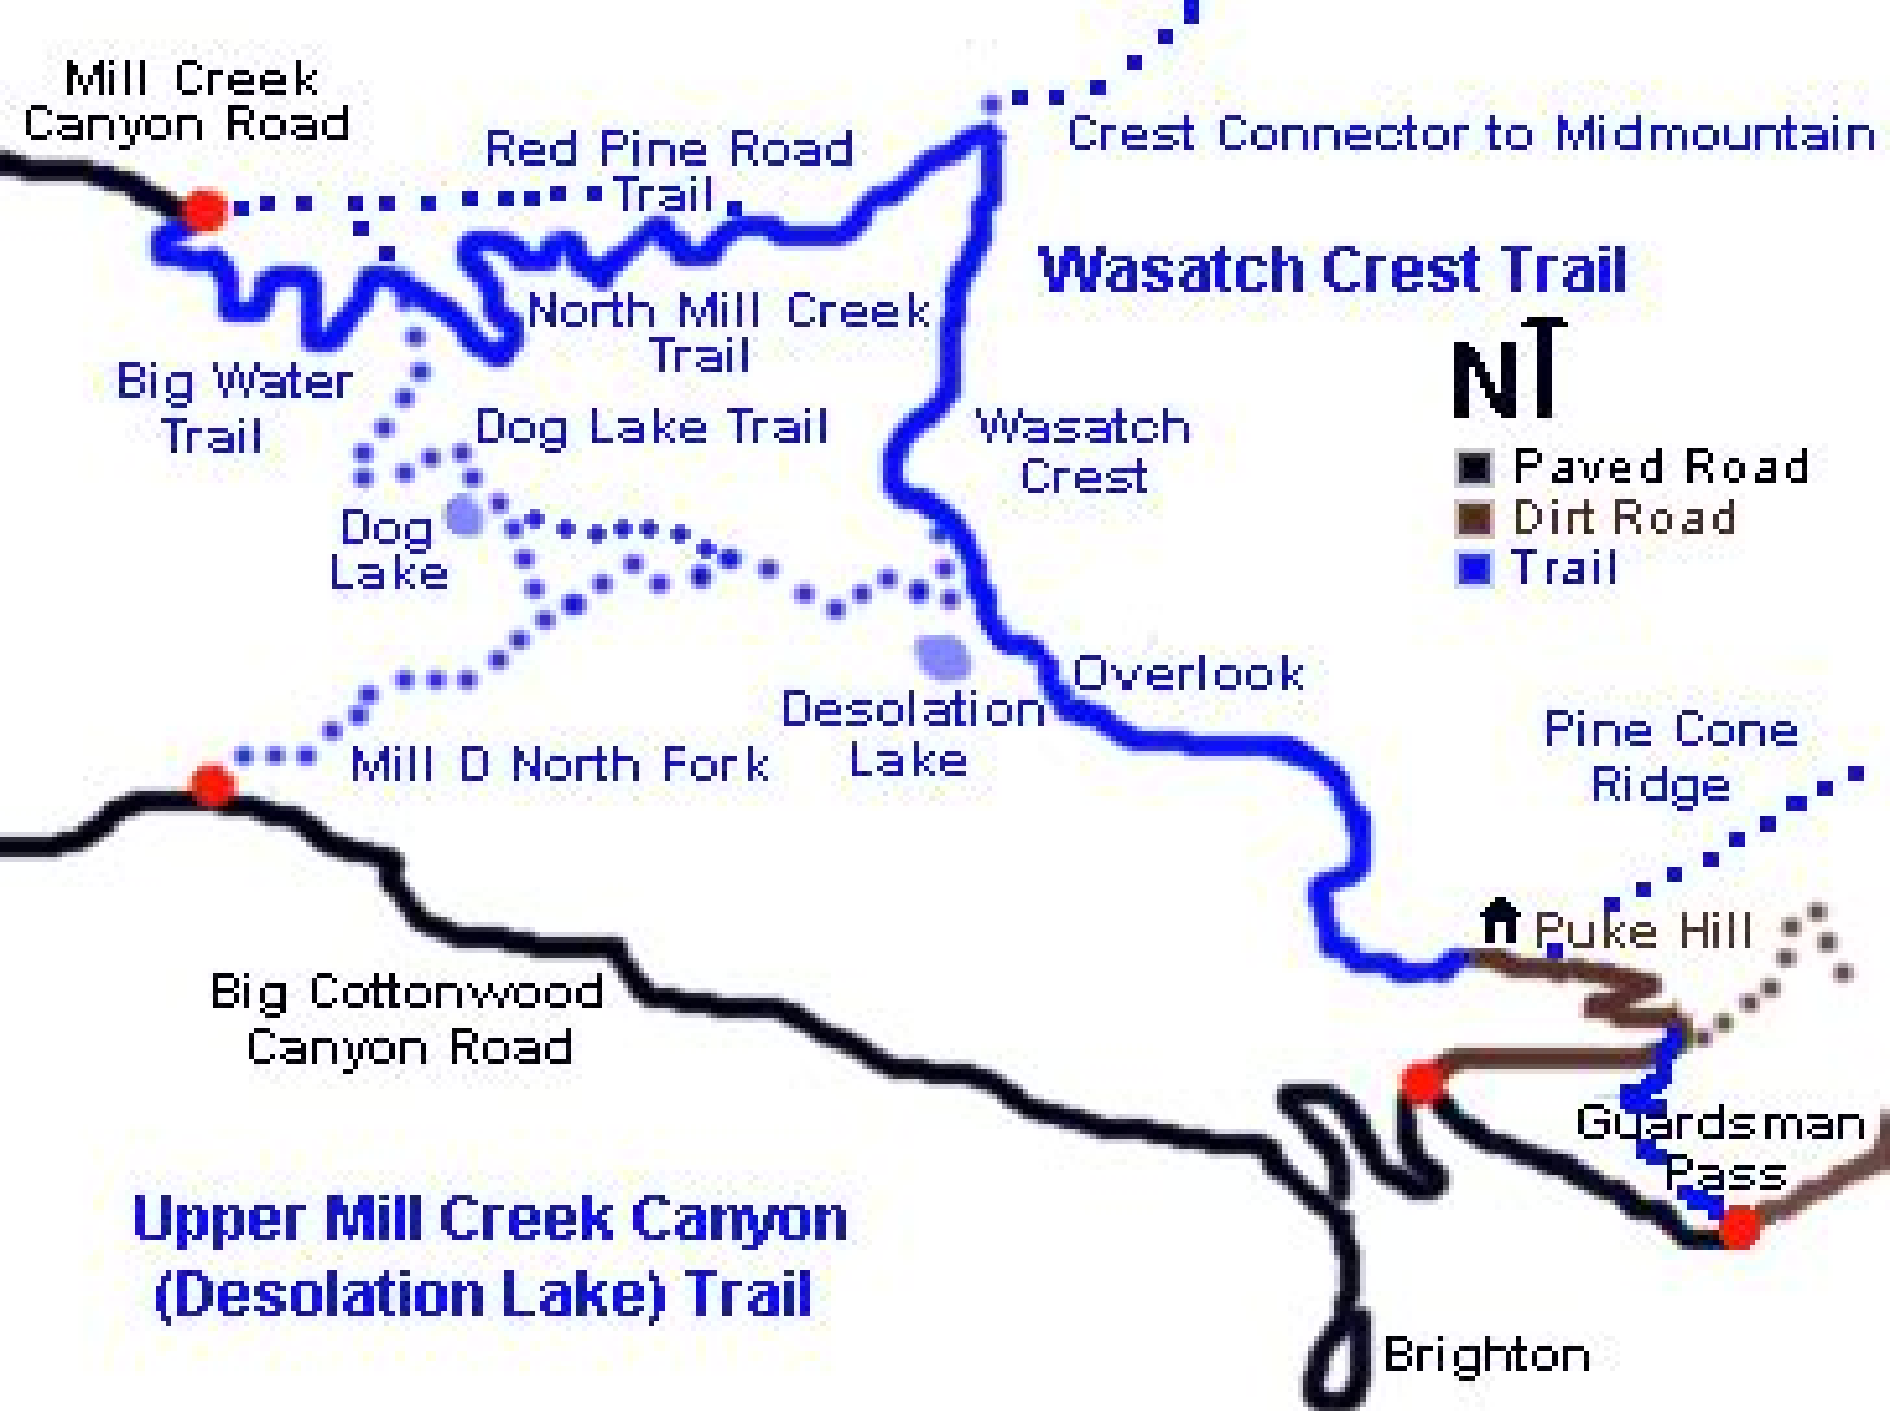 Mill Creek
Canyon Road
Red Pine Road
Trail
Crest Connector to Midmountain
Wasatch Crest Trail
North Mill Creek
Trail
N
Big Water
Trail
Dog Lake Trail
Wasatch
Crest
Paved Road
Dirt Road
Trail
Dog
Lake
Overlook
Desolation
Lake
Mill D North Fork
Pine Cone
Ridge
Puke Hill
Big Cottonwood
Canyon Road
Guardsman
Pass
Upper Mill Creek Canyon
(Desolation Lake) Trail
Brighton